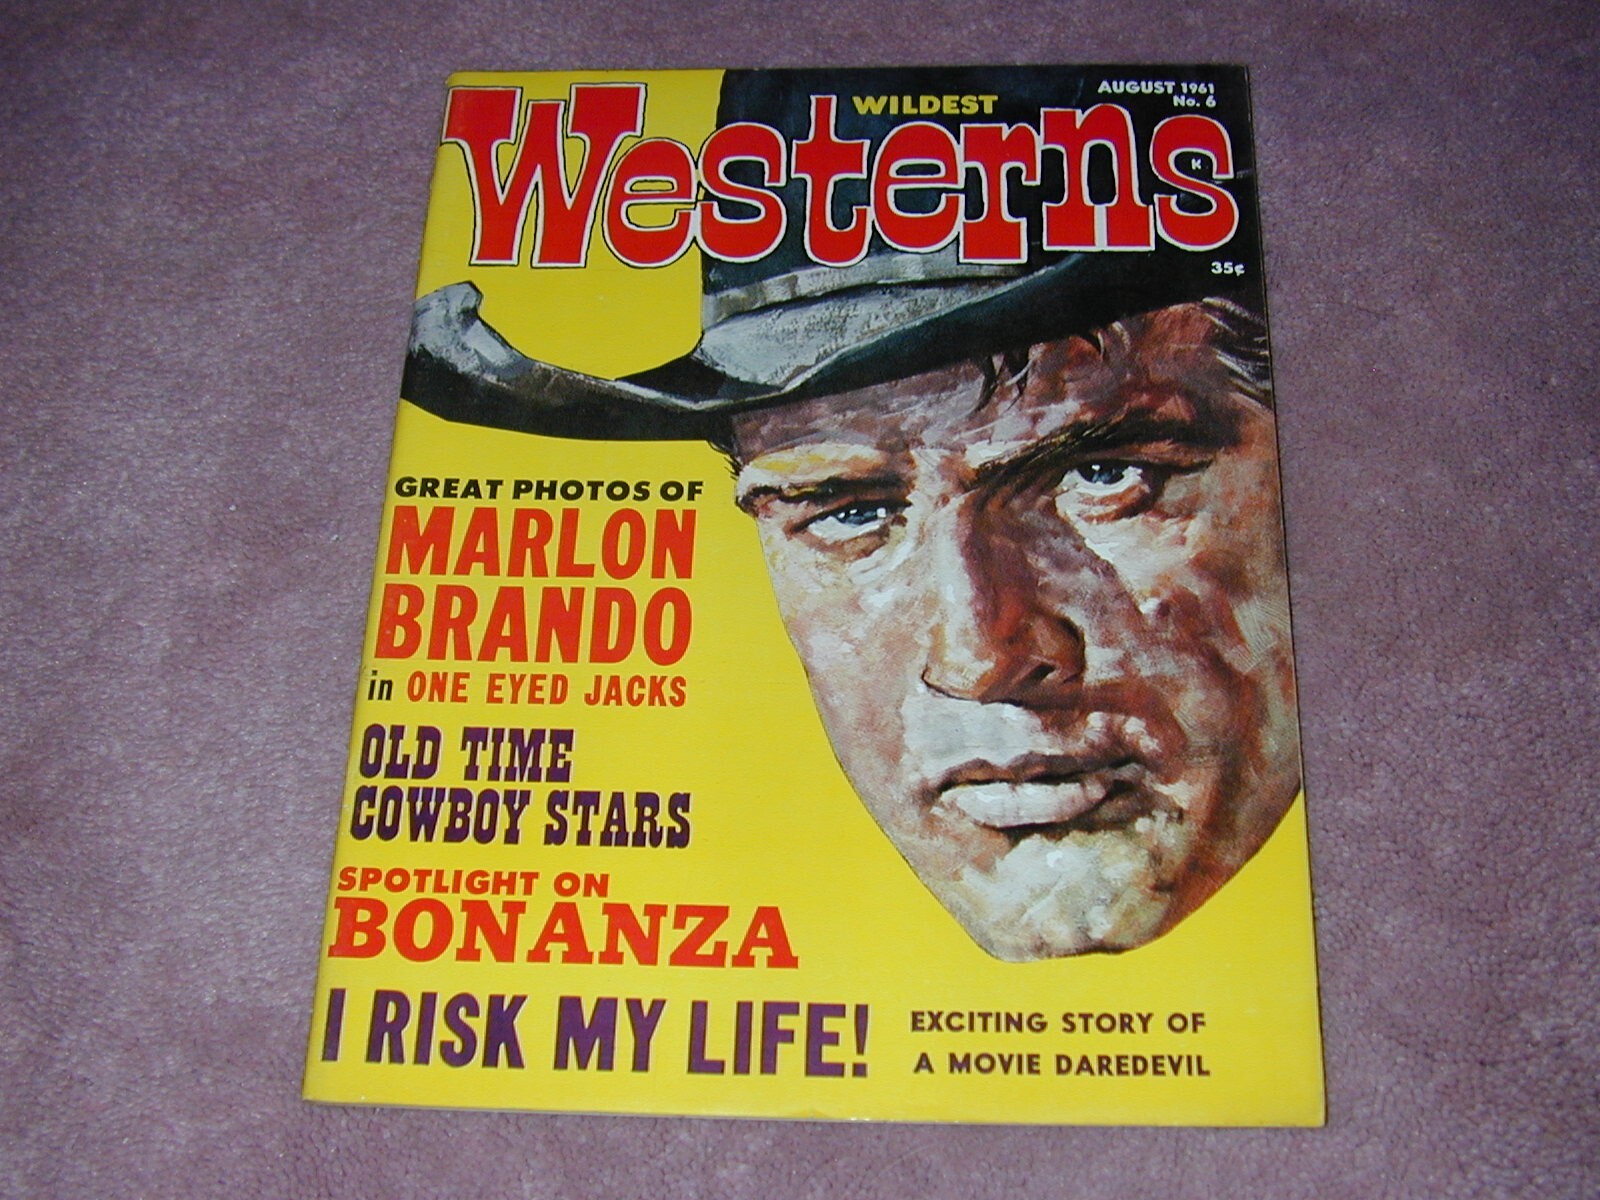 WILDEST
AUGUST 1961
No. 6
Westerns
K
35¢
GREAT PHOTOS OF
MARLON
BRANDO
in ONE EYED JACKS
OLD TIME
COWBOY STARS
SPOTLIGHT ON
BONANZA
I RISK MY LIFE!
EXCITING STORY OF
A MOVIE DAREDEVIL